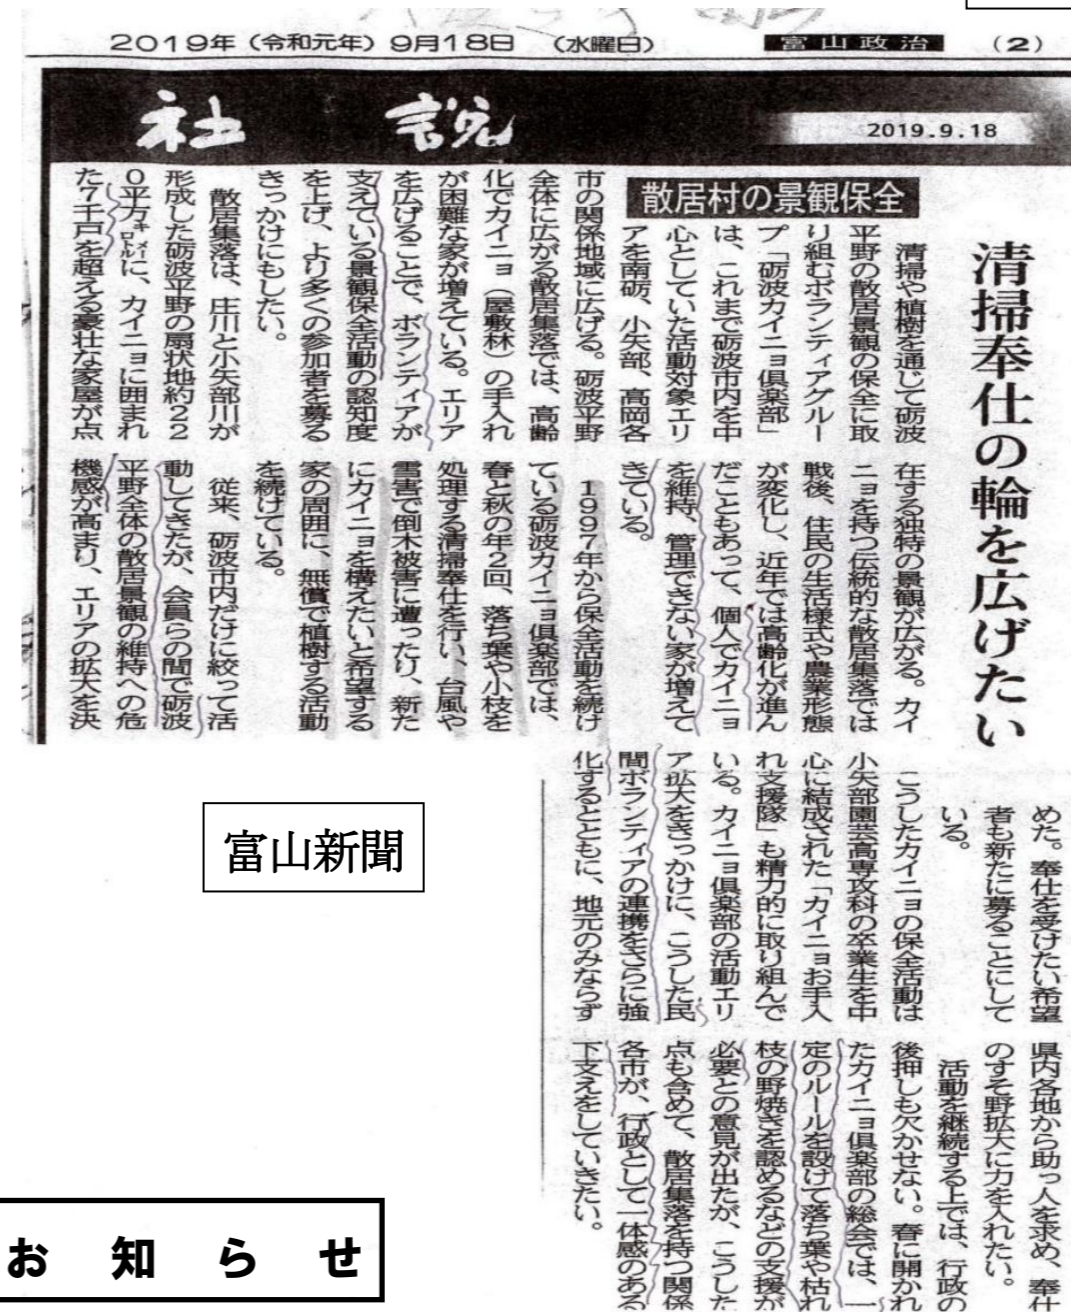 2019年(令和元年)9月18日 (水曜日)
富山政治
(2)
社説
2019.9.18
散居村の景観保全
清掃奉仕の輪を広げたい
清掃や植樹を通じて砺波
平野の散居景観の保全に取
り組むボランティアグルー
プ「砺波カイニョ倶楽部」
は、これまで砺波市内を中
心としていた活動対象エリ
アを南砺、小矢部、高岡各
市の関係地域に広げる。砺波平野
全体に広がる散居集落では、高齢
化でカイニョ(屋敷林)の手入れ
が困難な家が増えている。エリア
を広げることで、ボランティアが
支えている景観保全活動の認知度
を上げ、より多くの参加者を募る
きっかけにもしたい。
散居集落は、庄川と小矢部川が
形成した砺波平野の扇状地約22
0平方キロメートルに、カイニョに囲まれ
た7千戸を超える豪壮な家屋が点
在する独特の景観が広がる。カイ
ニョを持つ伝統的な散居集落では
戦後、住民の生活様式や農業形態
が変化し、近年では高齢化が進ん
だこともあって、個人でカイニョ
を維持、管理できない家が増えて
きている。
1997年から保全活動を続け
ている砺波カイニョ倶楽部では、
春と秋の年2回、落ち葉や小枝を
処理する清掃奉仕を行い、台風や
雪害で倒木被害に遭ったり、新た
にカイニョを構えたいと希望する
家の周囲に、無償で植樹する活動
を続けている。
従来、砺波市内だけに絞って活
動してきたが、会員らの間で砺波
平野全体の散居景観の維持への危
機感が高まり、エリアの拡大を決
めた。奉仕を受けたい希望
者も新たに募ることにして
いる。
こうしたカイニョの保全活動は
小矢部園芸高専攻科の卒業生を中
心に結成された「カイニョお手入
れ支援隊」も精力的に取り組んで
いる。カイニョ倶楽部の活動エリ
ア拡大をきっかけに、こうした民
間ボランティアの連携をさらに強
化するとともに、地元のみならず
県内各地から助っ人を求め、奉仕
のすそ野拡大に力を入れたい。
活動を継続する上では、行政の
後押しも欠かせない。春に開かれ
たカイニョ倶楽部の総会では、一
定のルールを設けて落ち葉や枯れ
枝の野焼きを認めるなどの支援が
必要との意見が出たが、こうした
点も含めて、散居集落を持つ関係
各市が、行政として一体感のある
下支えをしていきたい。
富山新聞
お知らせ